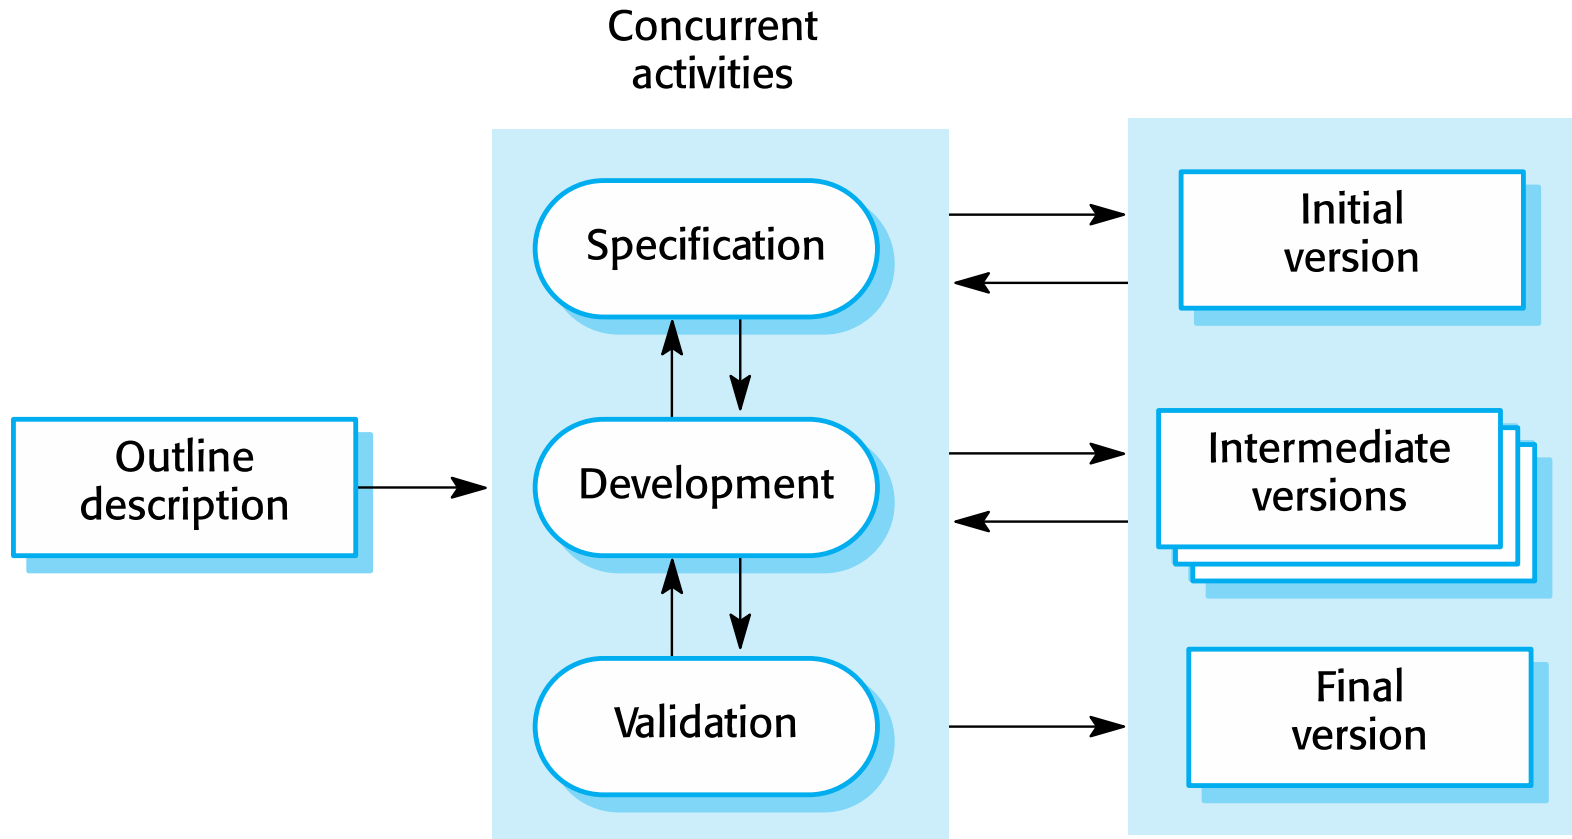 Concurrent
activities
Outline
description
Specification
Development
Validation
Initial
version
Intermediate
versions
Final
version